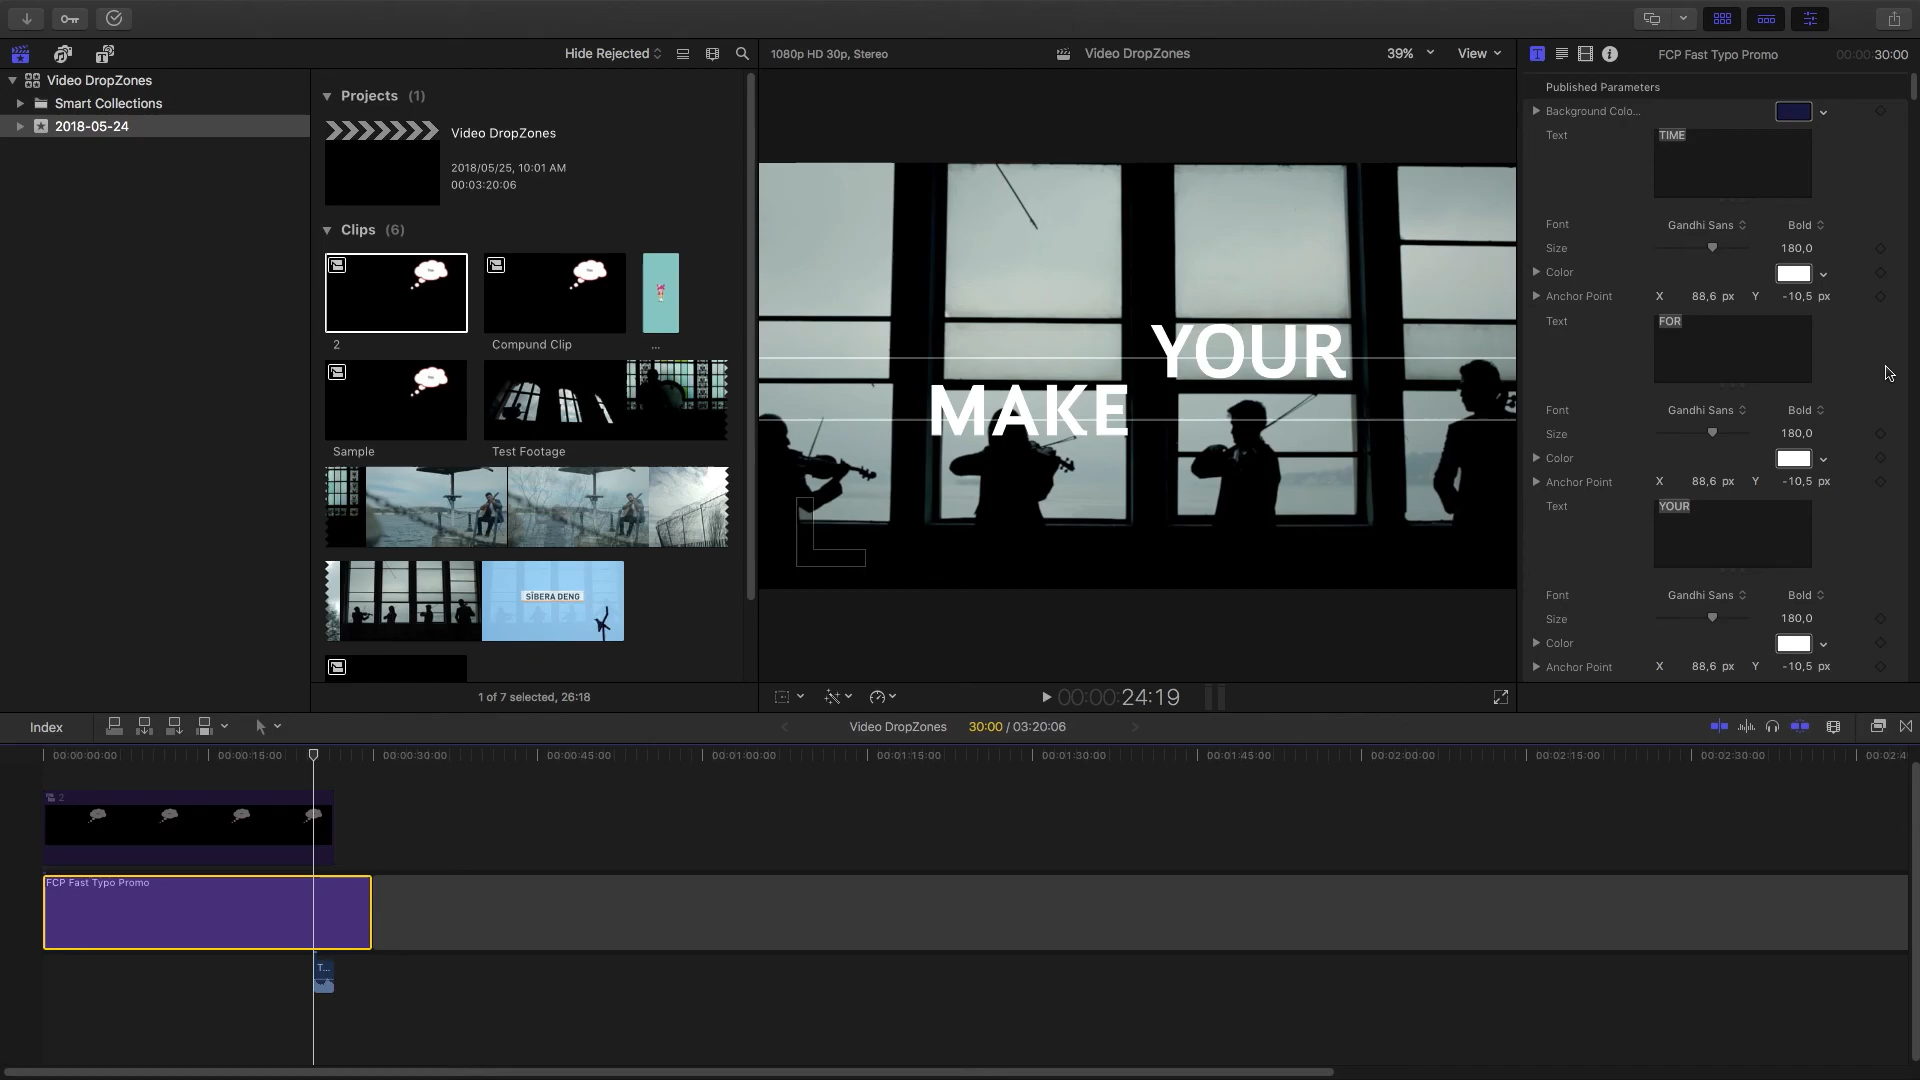 Hide Rejected
1080p HD 30p, Stereo
Video DropZones
39%
View
FCP Fast Typo Promo
00:00:30:00
Video DropZones
Smart Collections
2018-05-24
Projects (1)
Video DropZones
2018/05/25, 10:01 AM
00:03:20:06
Clips (6)
2
Compund Clip
...
Sample
Test Footage
SİBERA DENG
1 of 7 selected, 26:18
YOUR
MAKE
00:00:24:19
Published Parameters
Background Colo...
Text
TIME
Font
Gandhi Sans
Bold
Size
180,0
Color
Anchor Point
X 88,6 px Y -10,5 px
Text
FOR
Font
Gandhi Sans
Bold
Size
180,0
Color
Anchor Point
X 88,6 px Y -10,5 px
Text
YOUR
Font
Gandhi Sans
Bold
Size
180,0
Color
Anchor Point
X 88,6 px Y -10,5 px
Index
Video DropZones
30:00 / 03:20:06
00:00:00:00
00:00:15:00
00:00:30:00
00:00:45:00
00:01:00:00
00:01:15:00
00:01:30:00
00:01:45:00
00:02:00:00
00:02:15:00
00:02:30:00
00:02:4
2
FCP Fast Typo Promo
T...